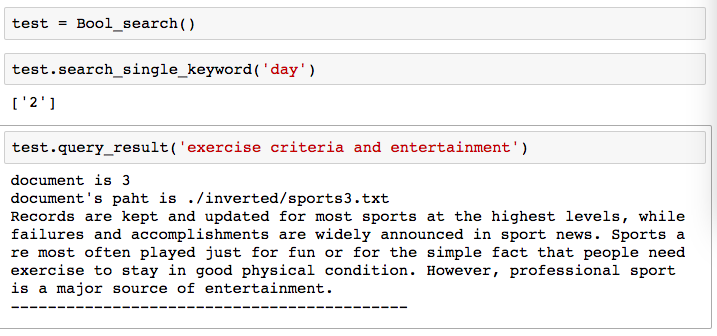 test = Bool_search()
test.search_single_keyword('day')
['2']
test.query_result('exercise criteria and entertainment')
document is 3
document's paht is ./inverted/sports3.txt
Records are kept and updated for most sports at the highest levels, while
failures and accomplishments are widely announced in sport news. Sports a
re most often played just for fun or for the simple fact that people need
exercise to stay in good physical condition. However, professional sport
is a major source of entertainment.
-------------------------------------------